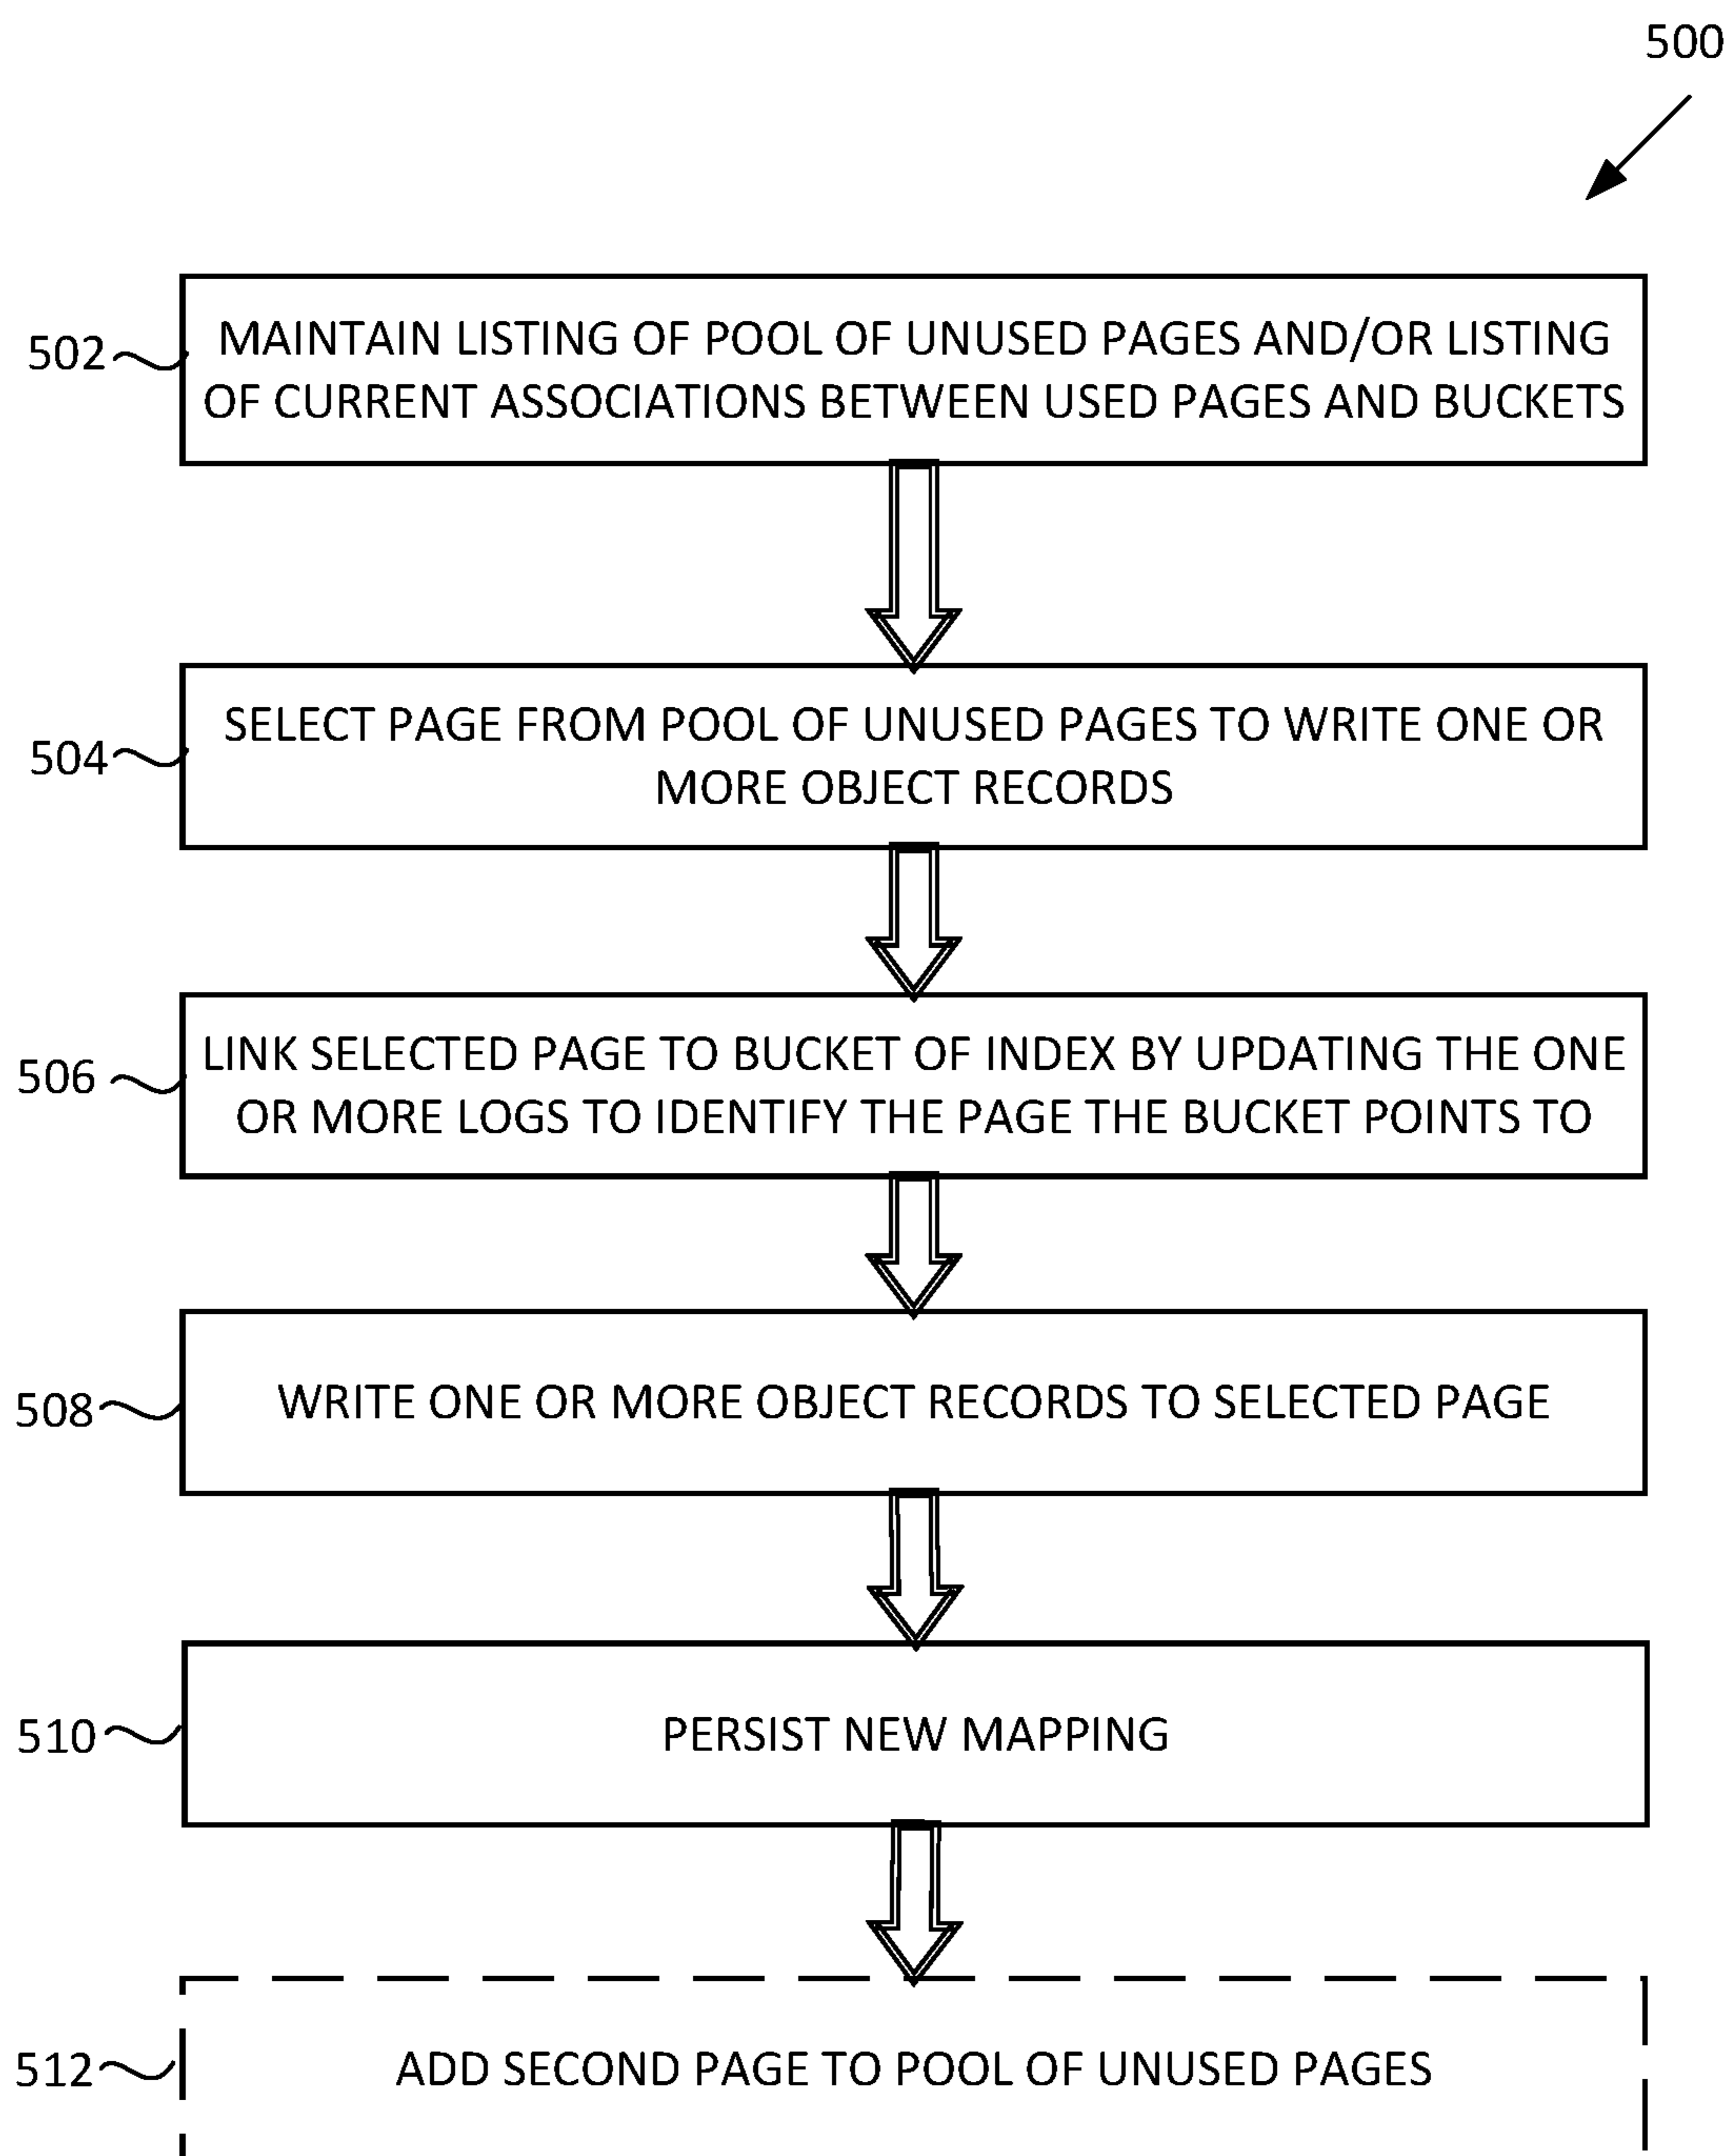 500
502
MAINTAIN LISTING OF POOL OF UNUSED PAGES AND/OR LISTING
OF CURRENT ASSOCIATIONS BETWEEN USED PAGES AND BUCKETS
504
SELECT PAGE FROM POOL OF UNUSED PAGES TO WRITE ONE OR
MORE OBJECT RECORDS
506
LINK SELECTED PAGE TO BUCKET OF INDEX BY UPDATING THE ONE
OR MORE LOGS TO IDENTIFY THE PAGE THE BUCKET POINTS TO
508
WRITE ONE OR MORE OBJECT RECORDS TO SELECTED PAGE
510
PERSIST NEW MAPPING
512
ADD SECOND PAGE TO POOL OF UNUSED PAGES